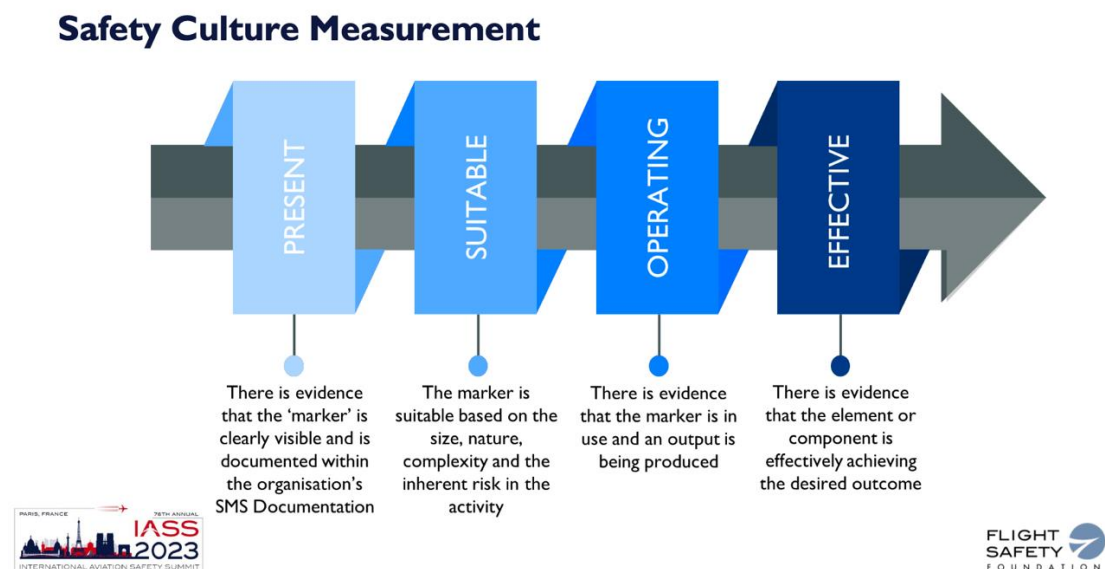 Safety Culture Measurement
PRESENT
SUITABLE
OPERATING
EFFECTIVE
There is evidence
that the ‘marker’ is
clearly visible and is
documented within
the organisation’s
SMS Documentation
The marker is
suitable based on the
size, nature,
complexity and the
inherent risk in the
activity
There is evidence
that the marker is in
use and an output is
being produced
There is evidence
that the element or
component is
effectively achieving
the desired outcome
PARIS, FRANCE
76TH ANNUAL
IASS
2023
INTERNATIONAL AVIATION SAFETY SUMMIT
FLIGHT
SAFETY
FOUNDATION